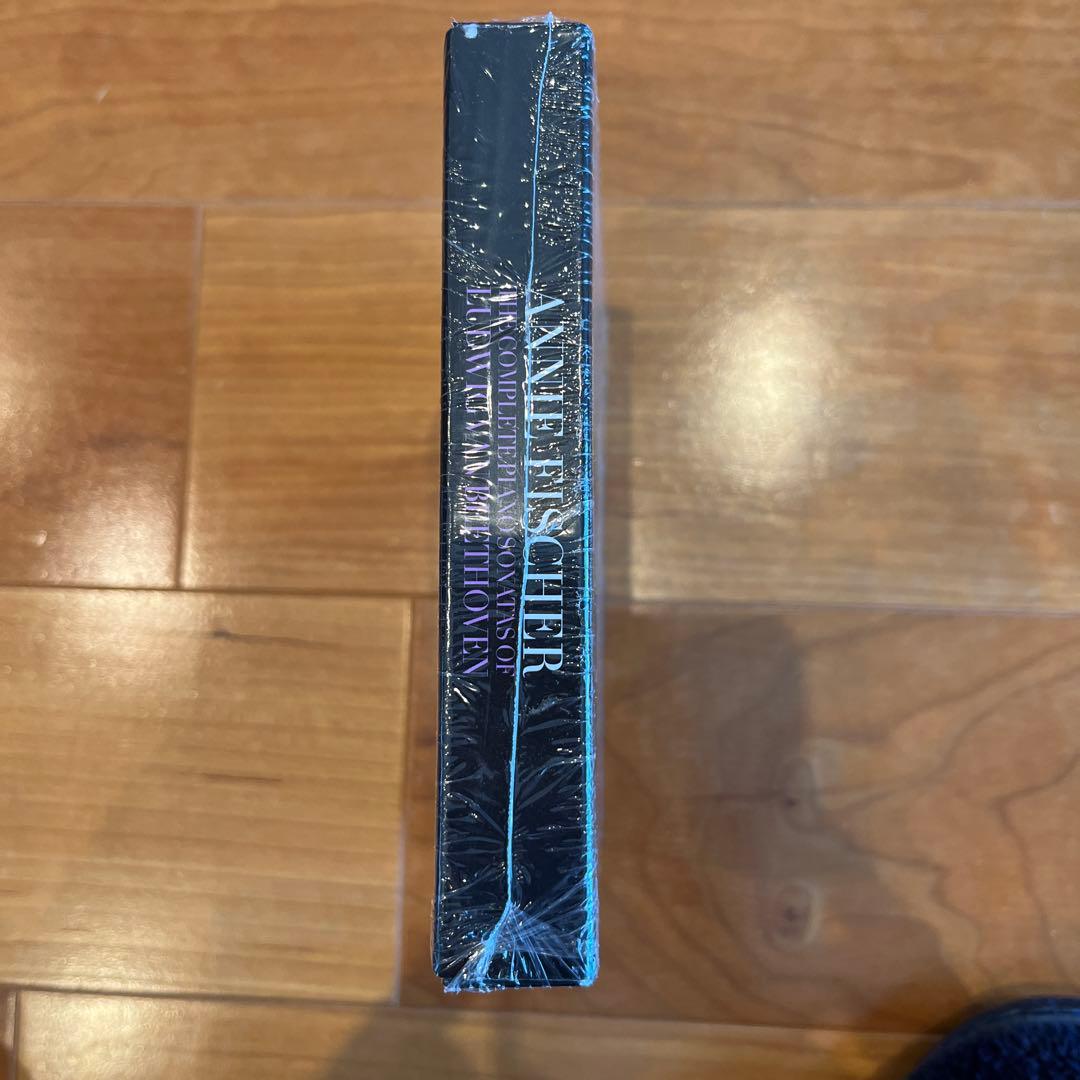 ANNIE FISCHER
THE COMPLETE PIANO SONATAS OF
LUDWIG VAN BEETHOVEN